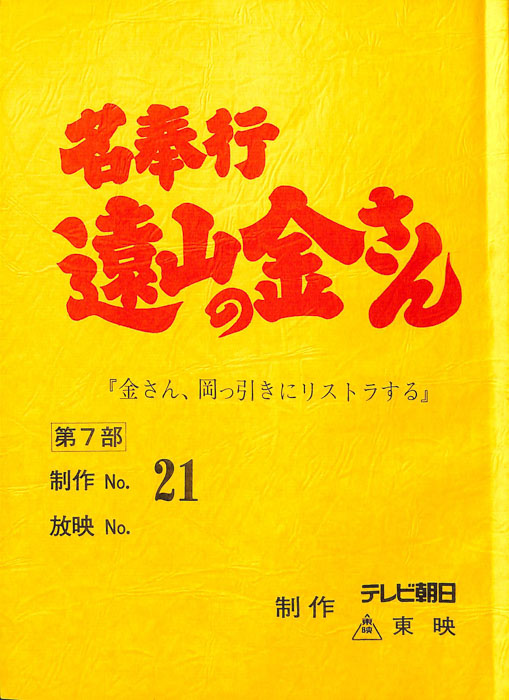 名奉行
遠山の金さん
『金さん、岡っ引きにリストラする』
第7部
制作 No. 21
放映 No.
制作 テレビ朝日
東映 東映